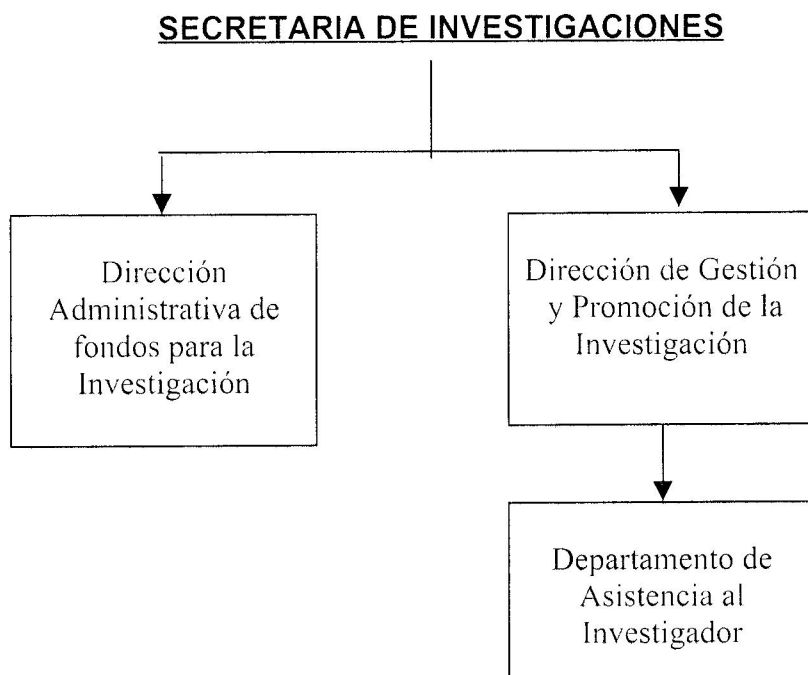 SECRETARIA DE INVESTIGACIONES
Dirección
Administrativa de
fondos para la
Investigación
Dirección de Gestión
y Promoción de la
Investigación
Departamento de
Asistencia al
Investigador